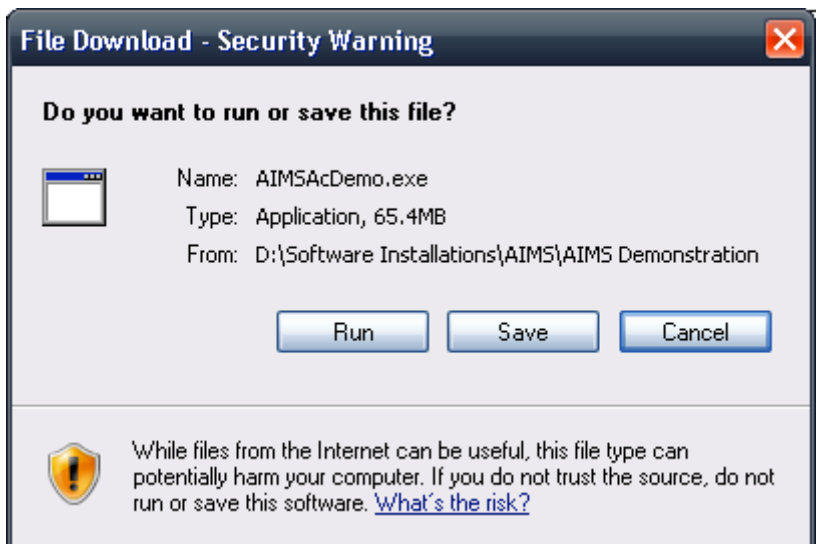 File Download - Security Warning
Do you want to run or save this file?
Name: AIMSAcDemo.exe
Type: Application, 65.4MB
From: D:\Software Installations\AIMS\AIMS Demonstration
Run Save Cancel
While files from the Internet can be useful, this file type can
potentially harm your computer. If you do not trust the source, do not
run or save this software. What's the risk?